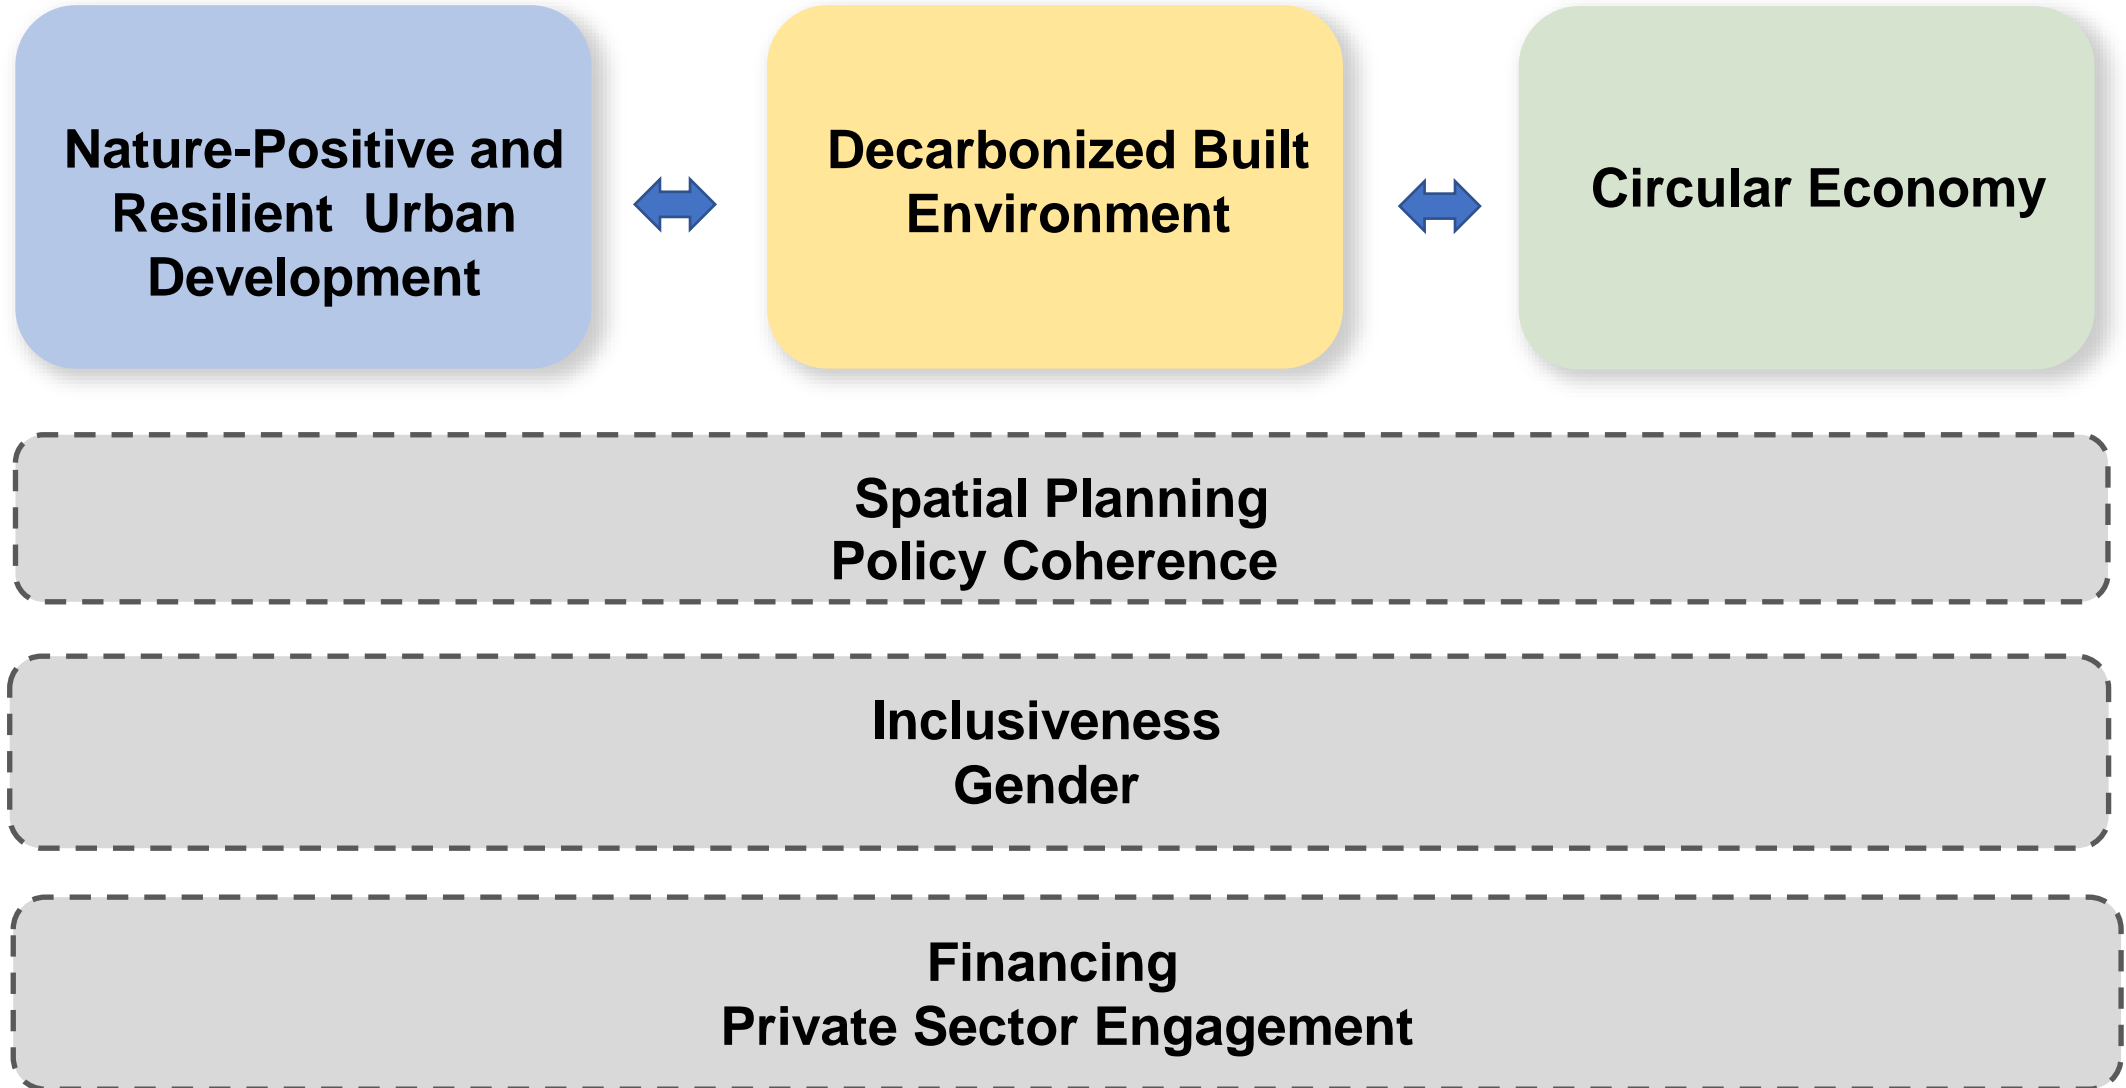 Nature-Positive and
Resilient  Urban
Development
Decarbonized Built
Environment
Circular Economy
Spatial Planning
Policy Coherence
Inclusiveness
Gender
Financing
Private Sector Engagement